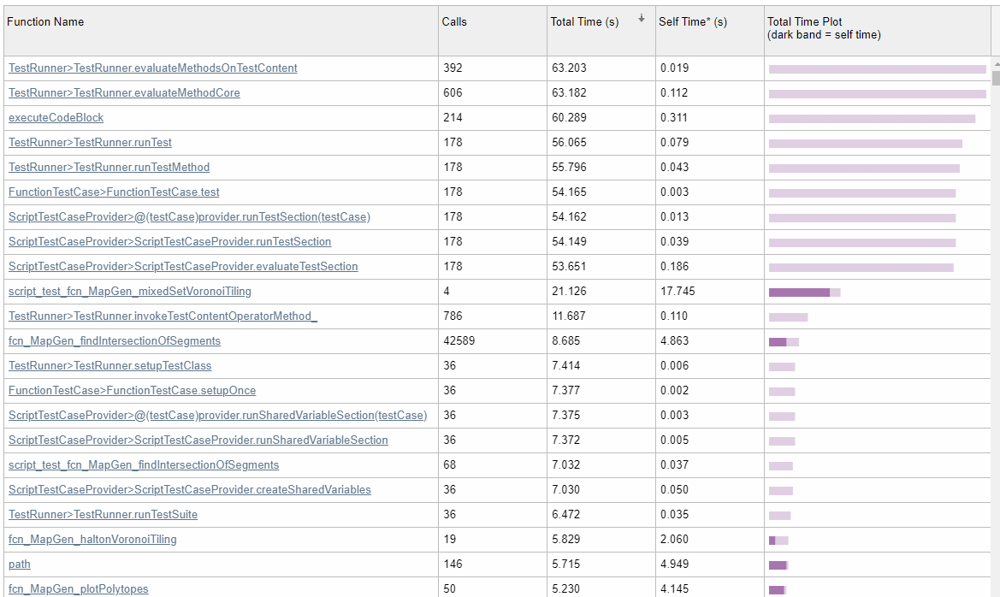 Function Name Calls Total Time (s) Self Time* (s) Total Time Plot
(dark band = self time)
TestRunner>TestRunner.evaluateMethodsOnTestContent 392 63.203 0.019
TestRunner>TestRunner.evaluateMethodCore 606 63.182 0.112
executeCodeBlock 214 60.289 0.311
TestRunner>TestRunner.runTest 178 56.065 0.079
TestRunner>TestRunner.runTestMethod 178 55.796 0.043
FunctionTestCase>FunctionTestCase.test 178 54.165 0.003
ScriptTestCaseProvider>@(testCase)provider.runTestSection(testCase) 178 54.162 0.013
ScriptTestCaseProvider>ScriptTestCaseProvider.runTestSection 178 54.149 0.039
ScriptTestCaseProvider>ScriptTestCaseProvider.evaluateTestSection 178 53.651 0.186
script_test_fcn_MapGen_mixedSetVoronoiTiling 4 21.126 17.745
TestRunner>TestRunner.invokeTestContentOperatorMethod_ 786 11.687 0.110
fcn_MapGen_findIntersectionOfSegments 42589 8.685 4.863
TestRunner>TestRunner.setupTestClass 36 7.414 0.006
FunctionTestCase>FunctionTestCase.setupOnce 36 7.377 0.002
ScriptTestCaseProvider>@(testCase)provider.runSharedVariableSection(testCase) 36 7.375 0.003
ScriptTestCaseProvider>ScriptTestCaseProvider.runSharedVariableSection 36 7.372 0.005
script_test_fcn_MapGen_findIntersectionOfSegments 68 7.032 0.037
ScriptTestCaseProvider>ScriptTestCaseProvider.createSharedVariables 36 7.030 0.050
TestRunner>TestRunner.runTestSuite 36 6.472 0.035
fcn_MapGen_haltonVoronoiTiling 19 5.829 2.060
path 146 5.715 4.949
fcn_MapGen_plotPolytopes 50 5.230 4.145